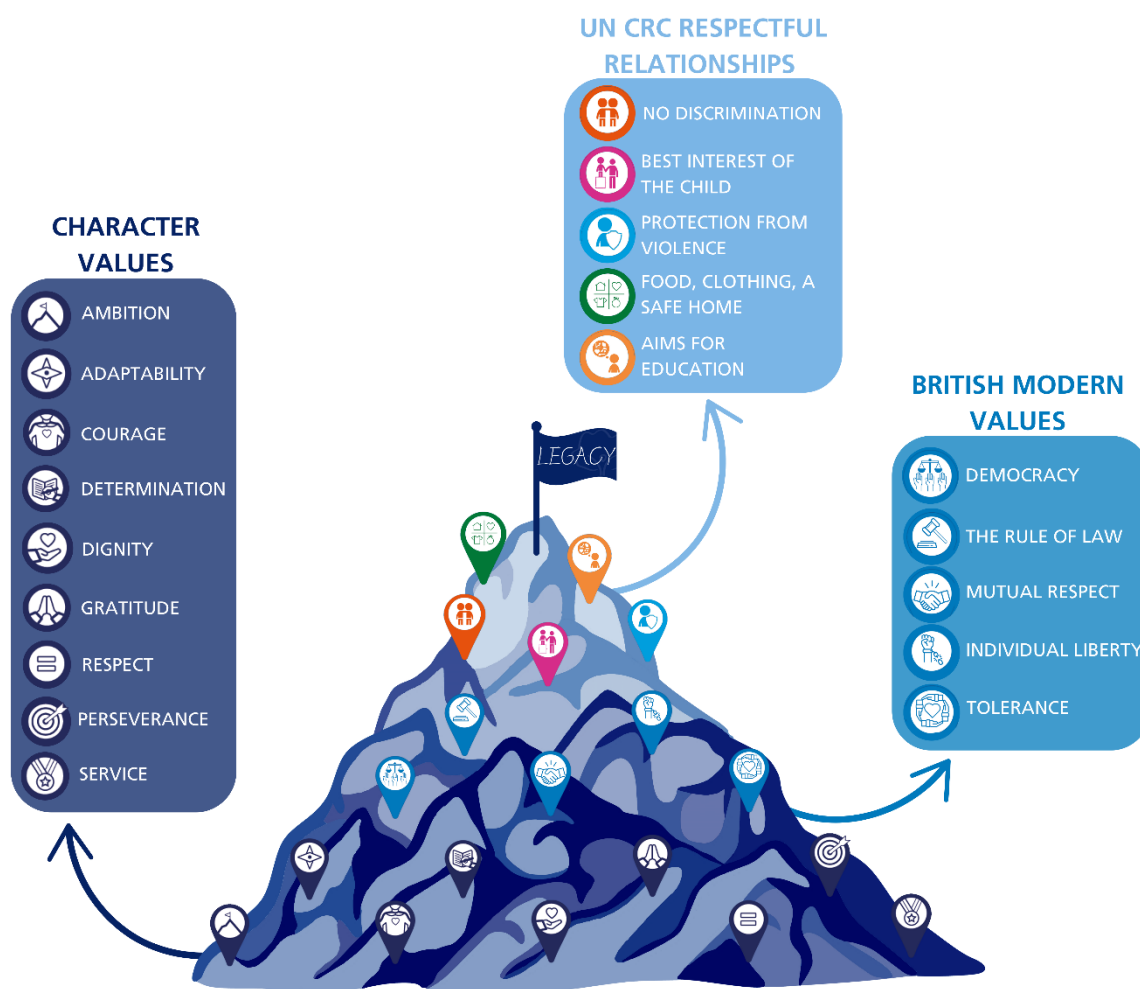 UN CRC RESPECTFUL
RELATIONSHIPS
NO DISCRIMINATION
BEST INTEREST OF
THE CHILD
PROTECTION FROM
VIOLENCE
FOOD, CLOTHING, A
SAFE HOME
AIMS FOR
EDUCATION
CHARACTER
VALUES
AMBITION
ADAPTABILITY
COURAGE
DETERMINATION
DIGNITY
GRATITUDE
RESPECT
PERSEVERANCE
SERVICE
LEGACY
BRITISH MODERN
VALUES
DEMOCRACY
THE RULE OF LAW
MUTUAL RESPECT
INDIVIDUAL LIBERTY
TOLERANCE